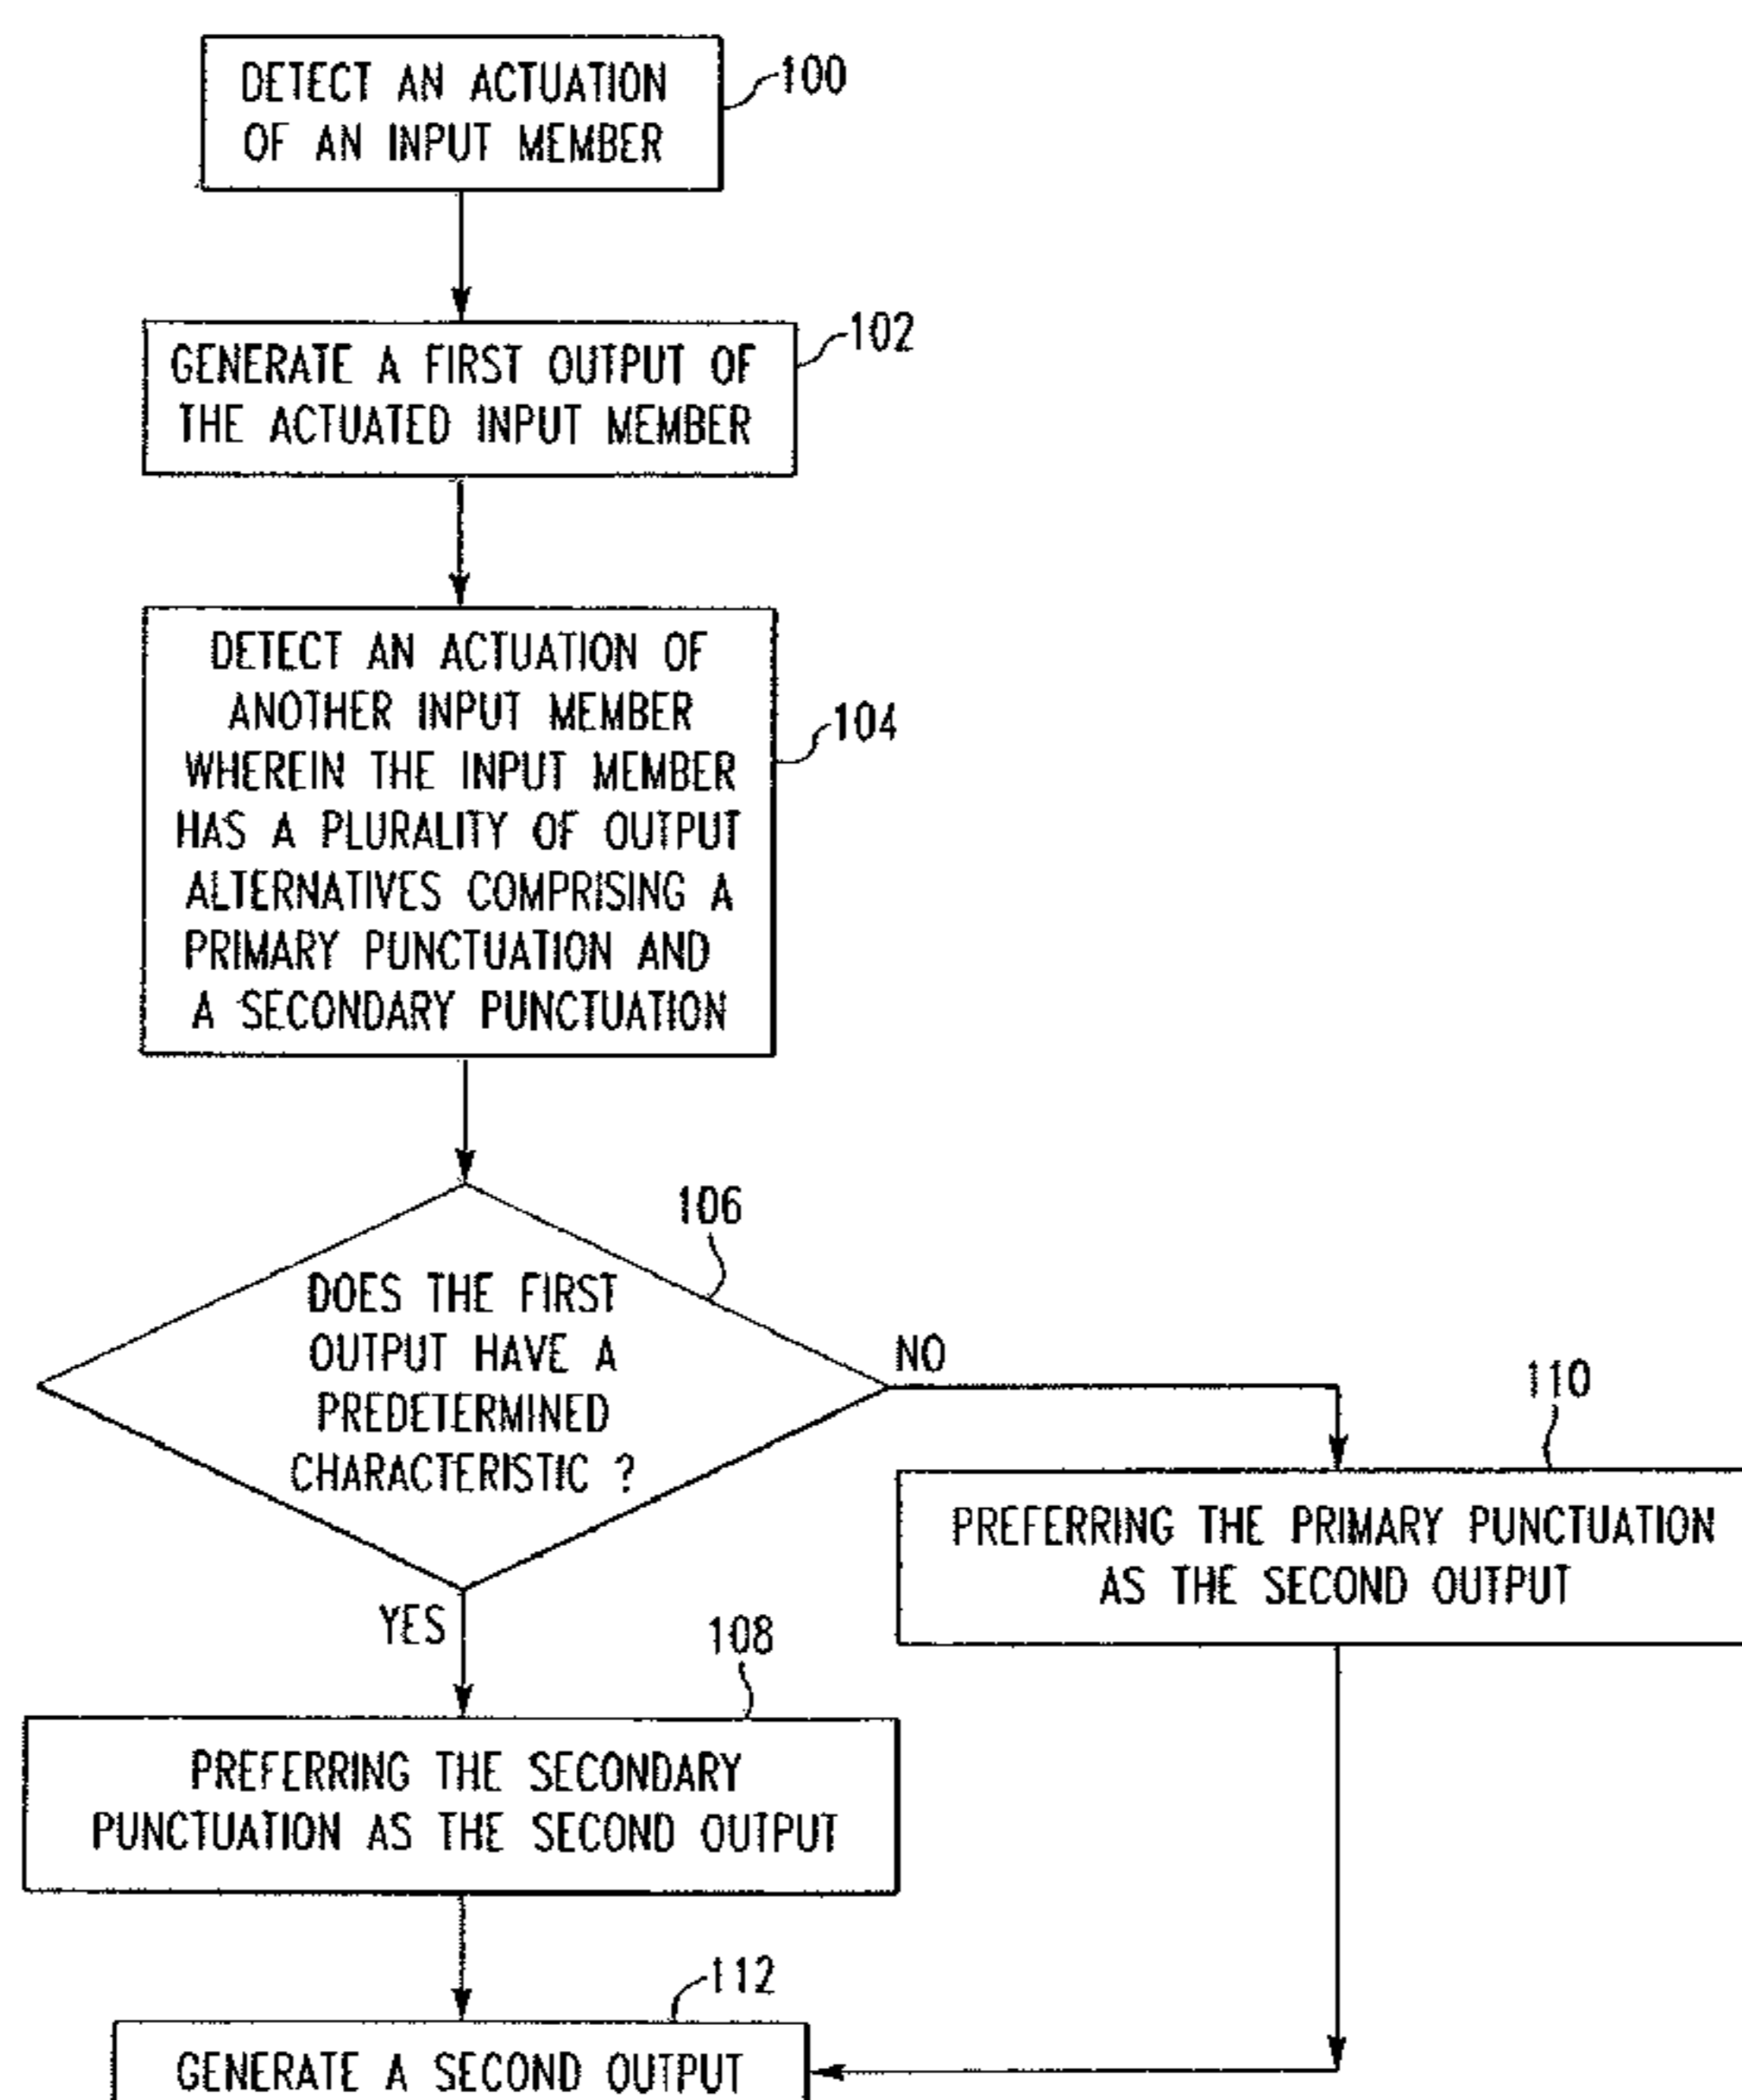 DETECT AN ACTUATION
OF AN INPUT MEMBER
100
GENERATE A FIRST OUTPUT OF
THE ACTUATED INPUT MEMBER
102
DETECT AN ACTUATION OF
ANOTHER INPUT MEMBER
WHEREIN THE INPUT MEMBER
HAS A PLURALITY OF OUTPUT
ALTERNATIVES COMPRISING A
PRIMARY PUNCTUATION AND
A SECONDARY PUNCTUATION
104
106
DOES THE FIRST
OUTPUT HAVE A
PREDETERMINED
CHARACTERISTIC ?
NO
YES
110
PREFERRING THE PRIMARY PUNCTUATION
AS THE SECOND OUTPUT
108
PREFERRING THE SECONDARY
PUNCTUATION AS THE SECOND OUTPUT
112
GENERATE A SECOND OUTPUT